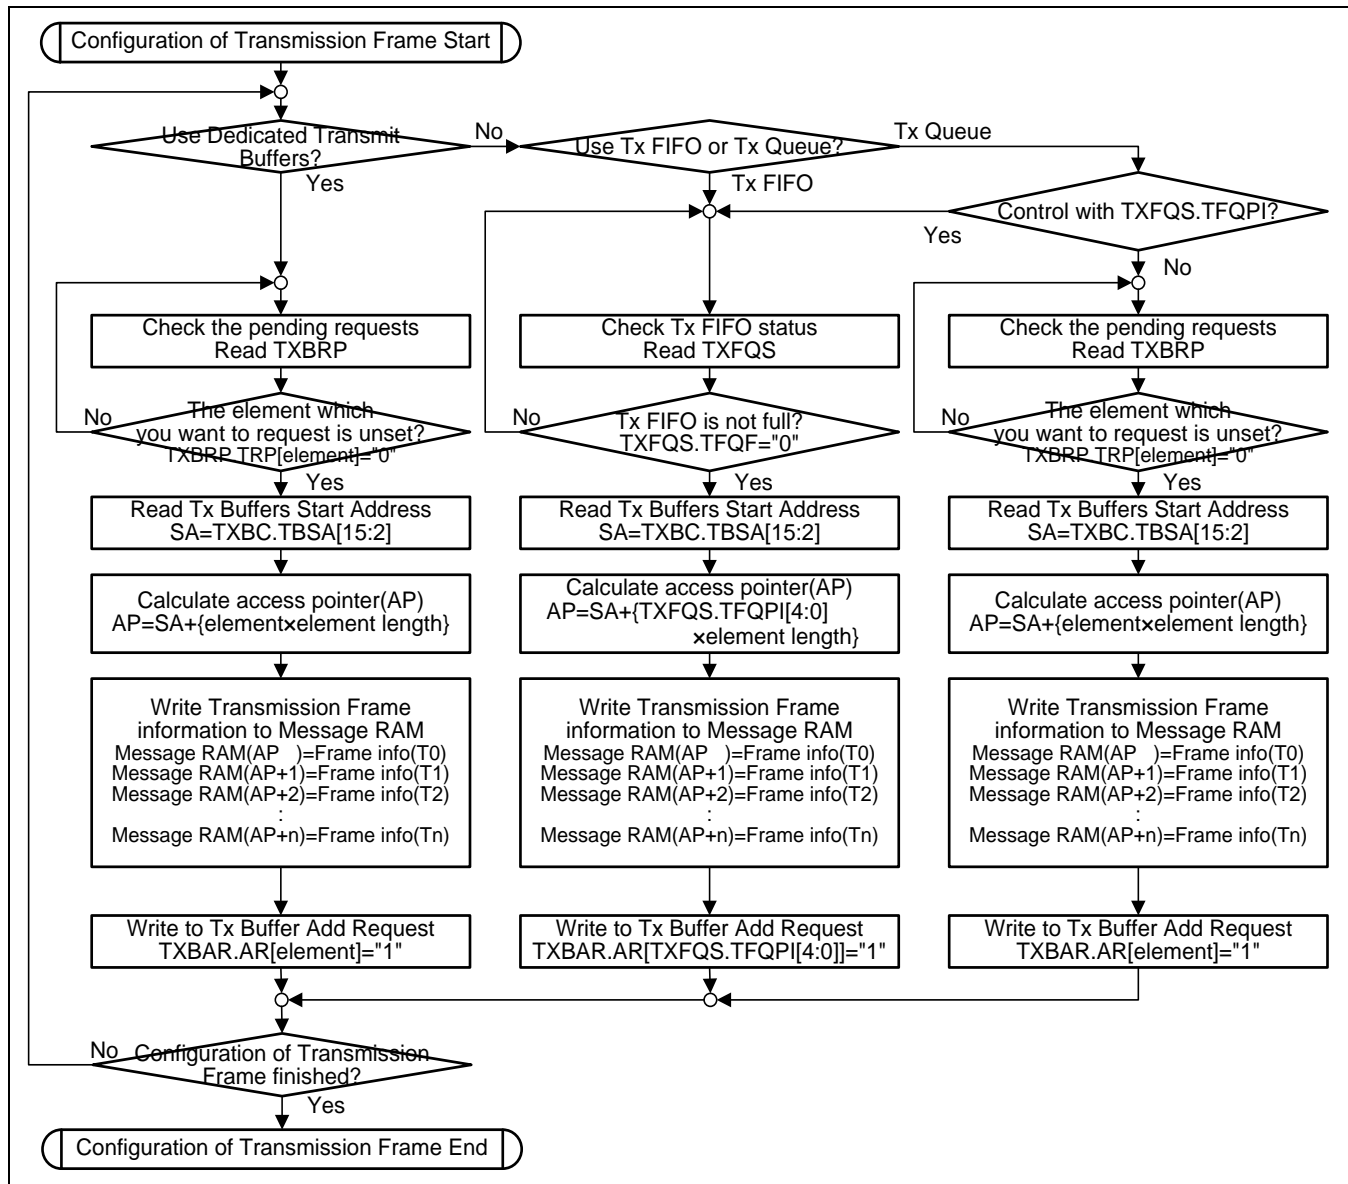 Configuration of Transmission Frame Start
Use Dedicated Transmit
Buffers?
No
Yes
Use Tx FIFO or Tx Queue?
Tx Queue
Tx FIFO
Control with TXFQS.TFQPI?
Yes
No
Check the pending requests
Read TXBRP
No
The element which
you want to request is unset?
TXBRP.TRP[element]="0"
Yes
Read Tx Buffers Start Address
SA=TXBC.TBSA[15:2]
Calculate access pointer(AP)
AP=SA+{element×element length}
Write Transmission Frame
information to Message RAM
Message RAM(AP   )=Frame info(T0)
Message RAM(AP+1)=Frame info(T1)
Message RAM(AP+2)=Frame info(T2)
:
Message RAM(AP+n)=Frame info(Tn)
Write to Tx Buffer Add Request
TXBAR.AR[element]="1"
Check Tx FIFO status
Read TXFQS
No
Tx FIFO is not full?
TXFQS.TFQF="0"
Yes
Read Tx Buffers Start Address
SA=TXBC.TBSA[15:2]
Calculate access pointer(AP)
AP=SA+{TXFQS.TFQPI[4:0]
×element length}
Write Transmission Frame
information to Message RAM
Message RAM(AP   )=Frame info(T0)
Message RAM(AP+1)=Frame info(T1)
Message RAM(AP+2)=Frame info(T2)
:
Message RAM(AP+n)=Frame info(Tn)
Write to Tx Buffer Add Request
TXBAR.AR[TXFQS.TFQPI[4:0]]="1"
Check the pending requests
Read TXBRP
No
The element which
you want to request is unset?
TXBRP.TRP[element]="0"
Yes
Read Tx Buffers Start Address
SA=TXBC.TBSA[15:2]
Calculate access pointer(AP)
AP=SA+{element×element length}
Write Transmission Frame
information to Message RAM
Message RAM(AP   )=Frame info(T0)
Message RAM(AP+1)=Frame info(T1)
Message RAM(AP+2)=Frame info(T2)
:
Message RAM(AP+n)=Frame info(Tn)
Write to Tx Buffer Add Request
TXBAR.AR[element]="1"
No
Configuration of Transmission
Frame finished?
Yes
Configuration of Transmission Frame End